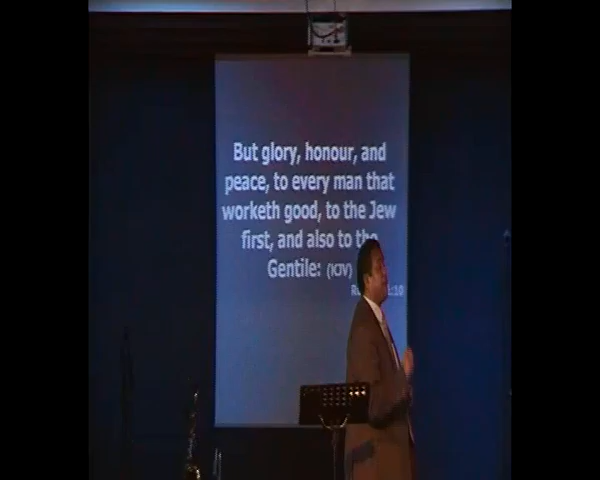 But glory, honour, and
peace, to every man that
worketh good, to the Jew
first, and also to the
Gentile: (KJV)
:10